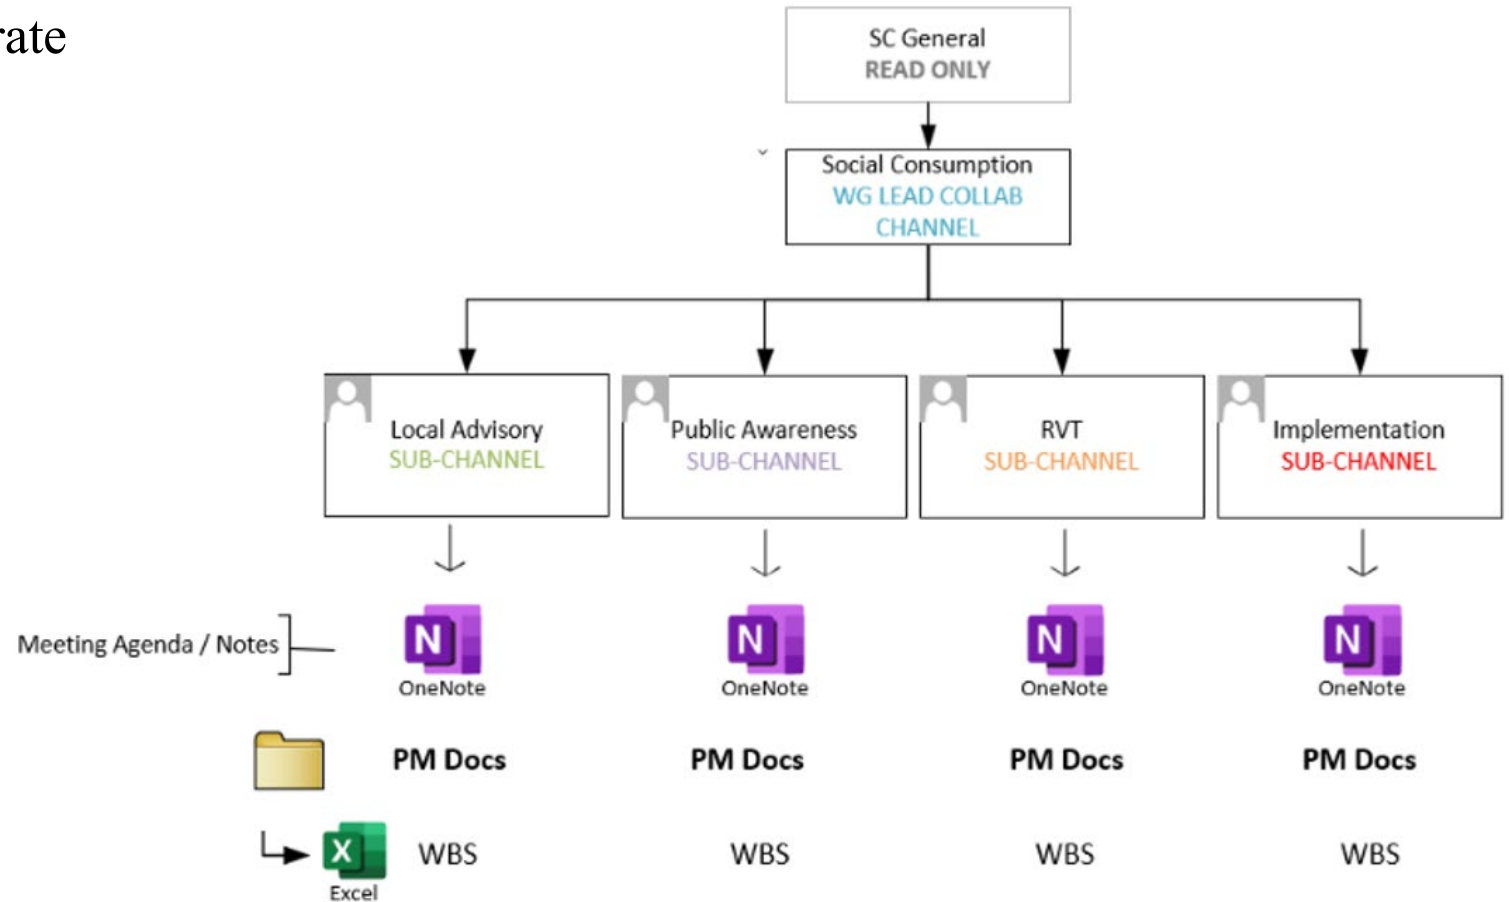 rate
SC General
READ ONLY
Social Consumption
WG LEAD COLLAB
CHANNEL
Local Advisory
SUB-CHANNEL
Public Awareness
SUB-CHANNEL
RVT
SUB-CHANNEL
Implementation
SUB-CHANNEL
Meeting Agenda / Notes
N
OneNote
N
OneNote
N
OneNote
N
OneNote
PM Docs
PM Docs
PM Docs
PM Docs
X
Excel
WBS
WBS
WBS
WBS